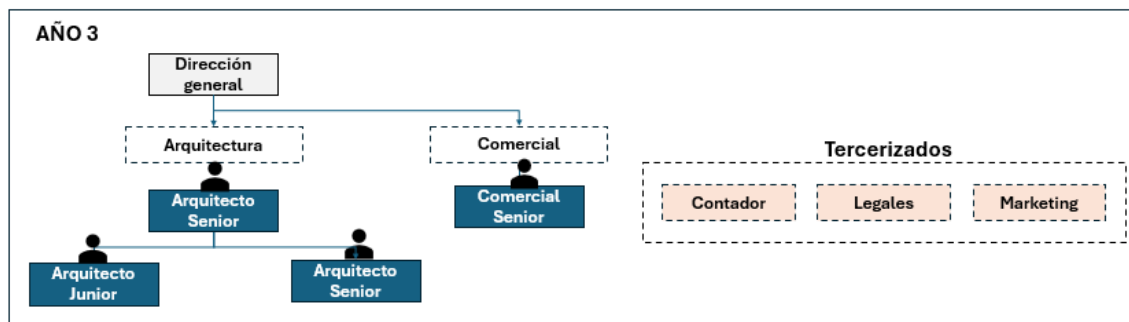 AÑO 3
Dirección
general
Arquitectura
Comercial
Arquitecto
Senior
Comercial
Senior
Arquitecto
Junior
Arquitecto
Senior
Tercerizados
Contador
Legales
Marketing